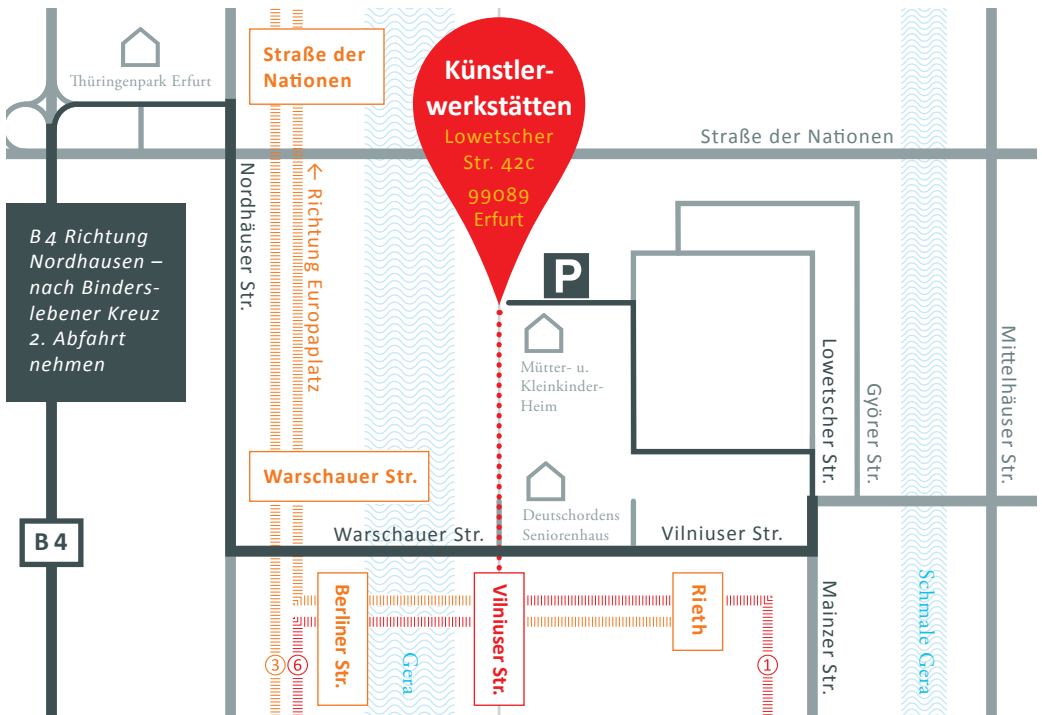 Straße der
Nationen
Thüringenpark Erfurt
Künstler-
werkstätten
Lowetscher
Str. 42c
99089
Erfurt
Straße der Nationen
Nordhäuser Str.
← Richtung Europaplatz
B 4 Richtung
Nordhausen –
nach Binders-
lebener Kreuz
2. Abfahrt
nehmen
P
Mütter- u.
Kleinkinder-
Heim
Lowetscher Str.
Györer Str.
Mittelhäuser Str.
Warschauer Str.
Deutschordens
Seniorenhaus
B 4
Warschauer Str.
Vilniuser Str.
Berliner Str.
Gera
Vilniuser Str.
Rieth
Mainzer Str.
Schmale Gera
3
6
1